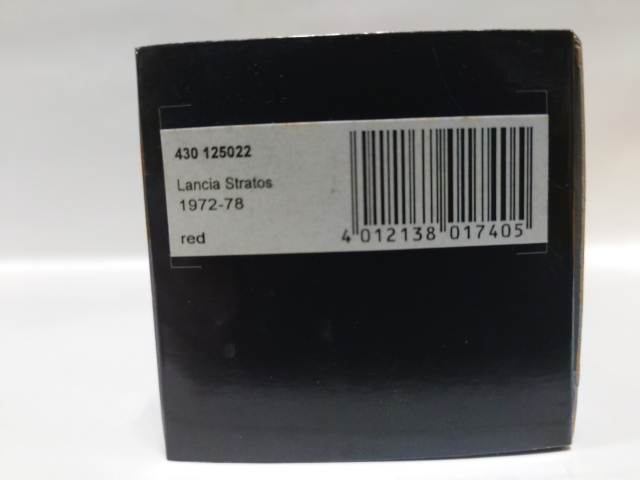 430 125022
Lancia Stratos
1972-78
red
4 012138 017405